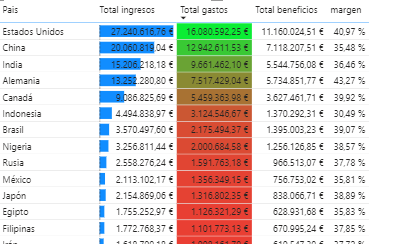 Pais Total ingresos Total gastos Total beneficios margen
Estados Unidos 27.240.616,76 € 16.080.592,25 € 11.160.024,51 € 40,97 %
China 20.060.819,04 € 12.942.611,53 € 7.118.207,51 € 35,48 %
India 15.206.218,18 € 9.661.462,10 € 5.544.756,08 € 36,46 %
Alemania 13.252.280,80 € 7.517.429,04 € 5.734.851,77 € 43,27 %
Canadá 9.086.825,69 € 5.459.363,98 € 3.627.461,71 € 39,92 %
Indonesia 4.494.838,97 € 3.124.546,67 € 1.370.292,31 € 30,49 %
Brasil 3.570.497,60 € 2.175.494,37 € 1.395.003,23 € 39,07 %
Nigeria 3.256.811,44 € 2.000.684,58 € 1.256.126,85 € 38,57 %
Rusia 2.558.276,24 € 1.591.763,18 € 966.513,07 € 37,78 %
México 2.113.102,17 € 1.356.349,15 € 756.753,02 € 35,81 %
Japón 2.154.869,06 € 1.316.802,35 € 838.066,71 € 38,89 %
Egipto 1.755.252,97 € 1.126.321,29 € 628.931,68 € 35,83 %
Filipinas 1.772.768,37 € 1.101.773,13 € 670.995,24 € 37,85 %